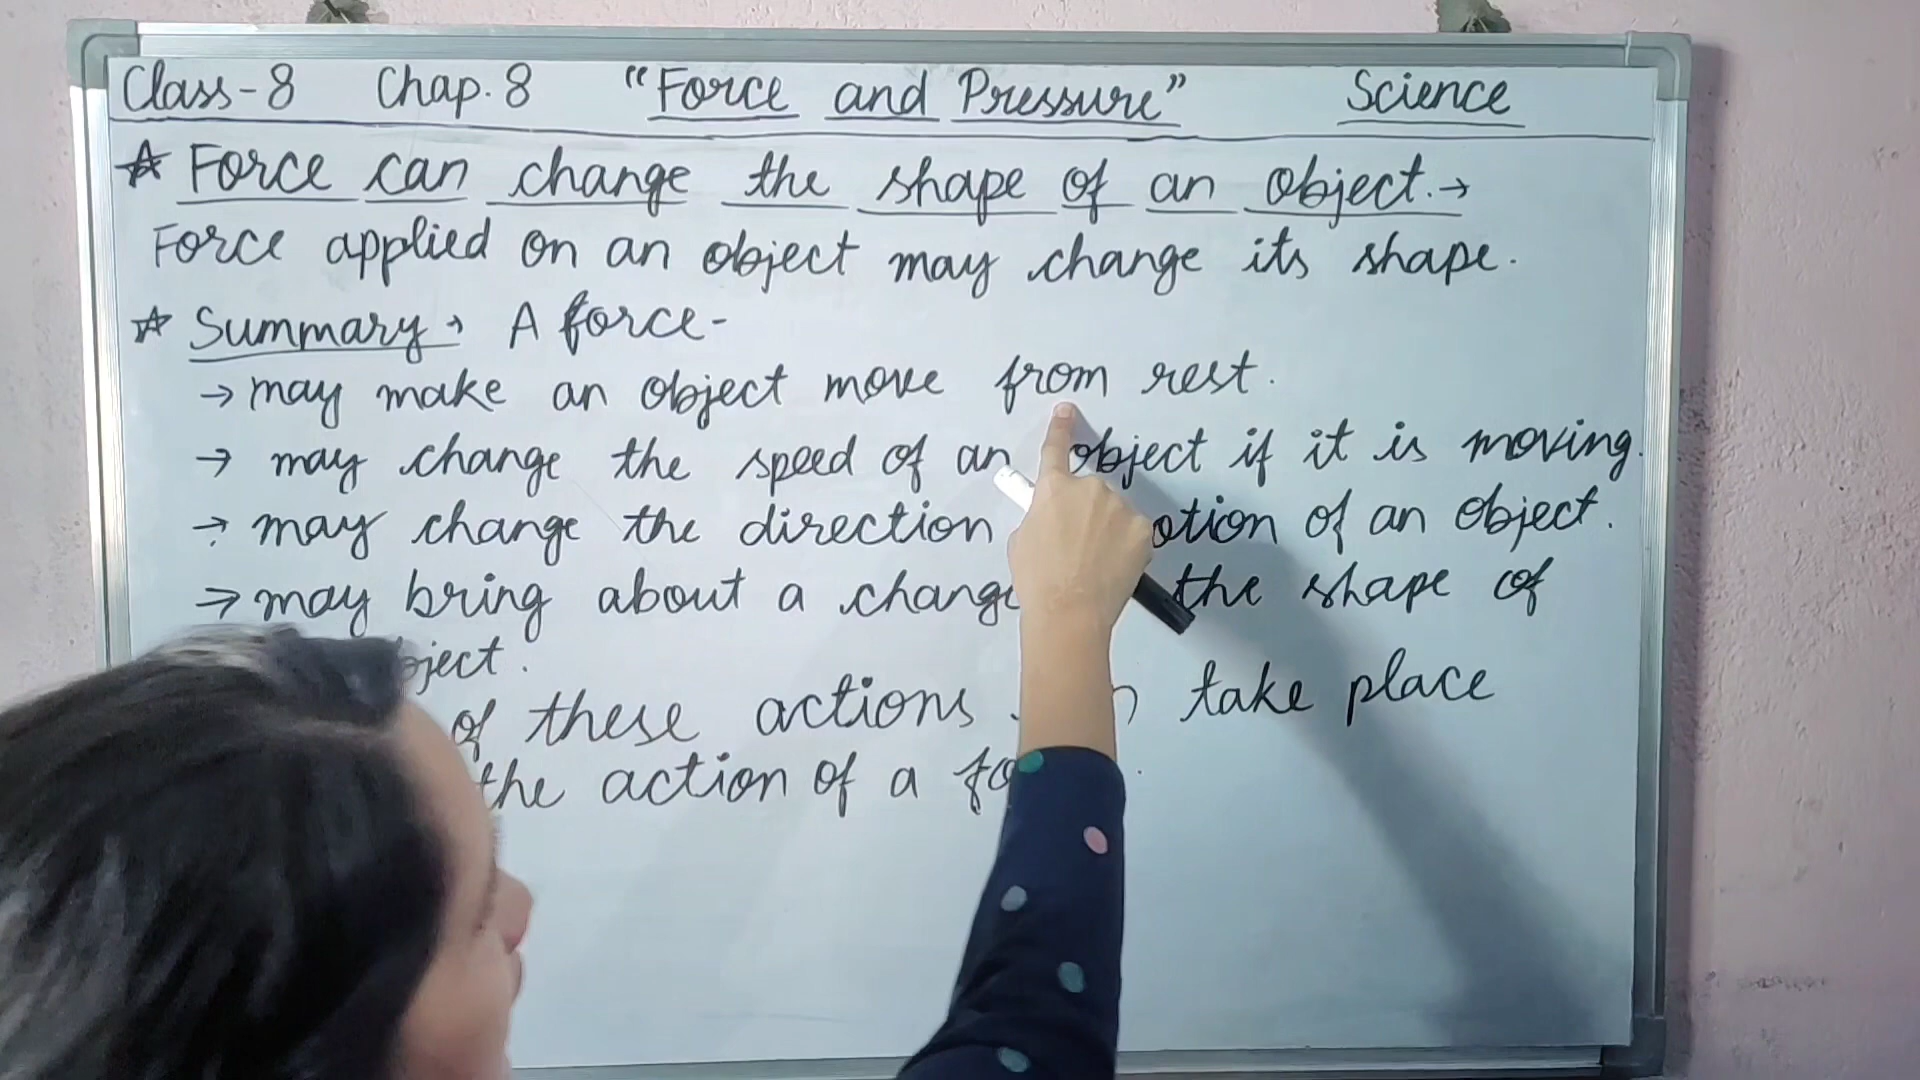 Class-8 Chap. 8 "Force and Pressure" Science
☆ Force can change the shape of an object.→
Force applied on an object may change its shape.
☆ Summary→ A force-
→ may make an object move from rest.
→ may change the speed of an object if it is moving.
→ may change the direction otion of an object.
→ may bring about a change the shape of
bject.
of these actions take place
the action of a fo